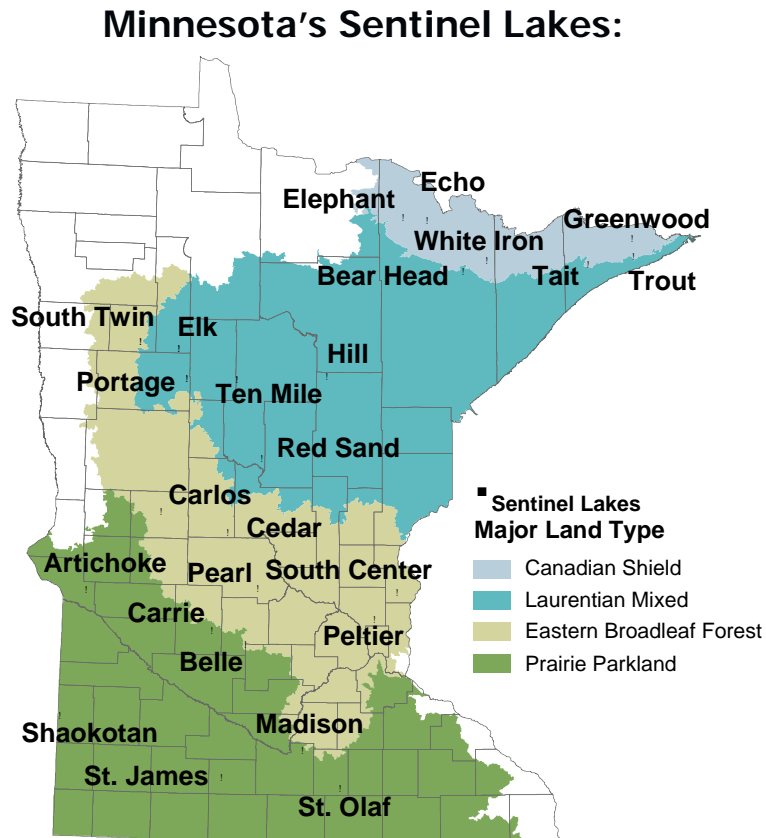 Minnesota's Sentinel Lakes:
Echo
Elephant
Greenwood
White Iron
Bear Head
Tait
Trout
South Twin
Elk
Hill
Portage
Ten Mile
Red Sand
Carlos
Cedar
Sentinel Lakes
Major Land Type
Artichoke
Pearl
South Center
Canadian Shield
Laurentian Mixed
Carrie
Peltier
Eastern Broadleaf Forest
Belle
Prairie Parkland
Shaokotan
Madison
St. James
St. Olaf